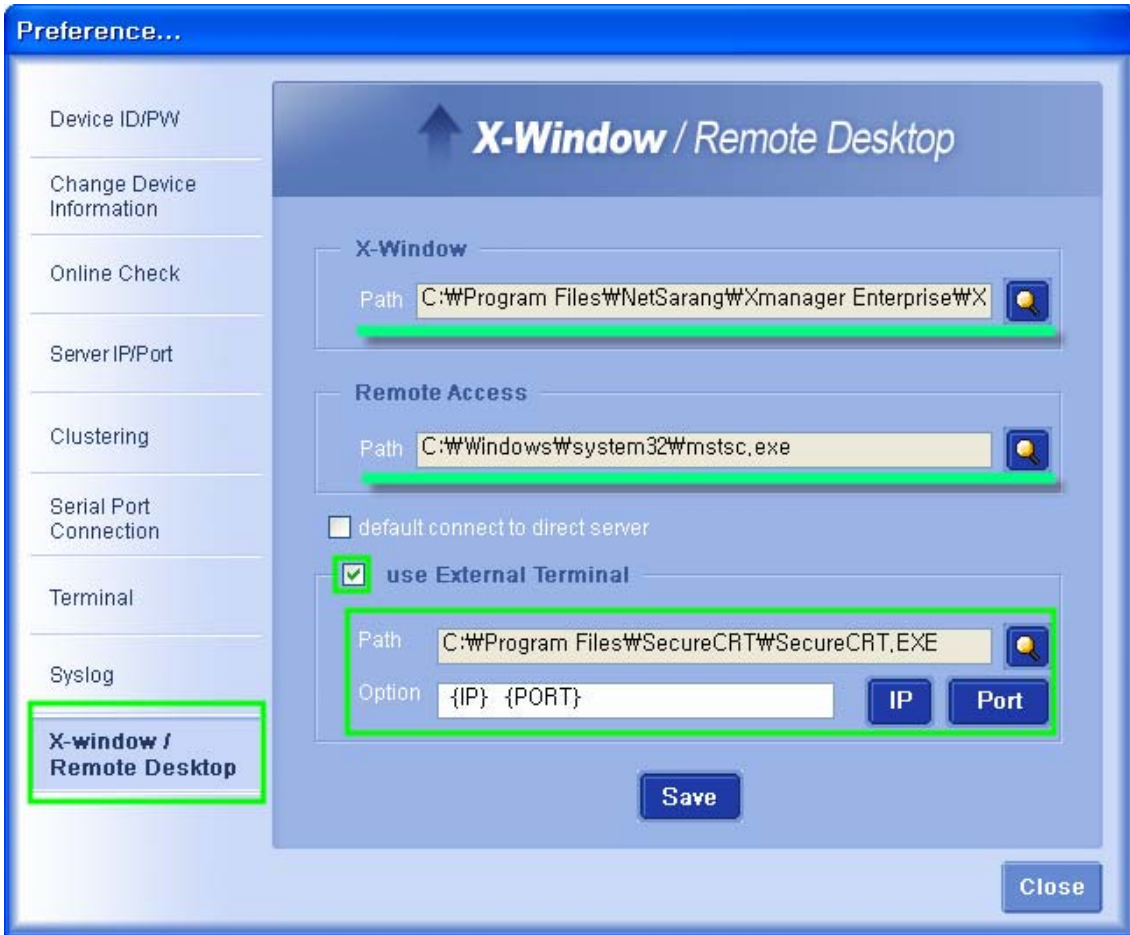 Preference...
Device ID/PW
Change Device
Information
Online Check
Server IP/Port
Clustering
Serial Port
Connection
Terminal
Syslog
X-window /
Remote Desktop
X-Window / Remote Desktop
X-Window
Path C:₩Program Files₩NetSarang₩Xmanager Enterprise₩X
Remote Access
Path C:₩Windows₩system32₩mstsc.exe
default connect to direct server
use External Terminal
Path C:₩Program Files₩SecureCRT₩SecureCRT.EXE
Option {IP} {PORT} IP Port
Save
Close